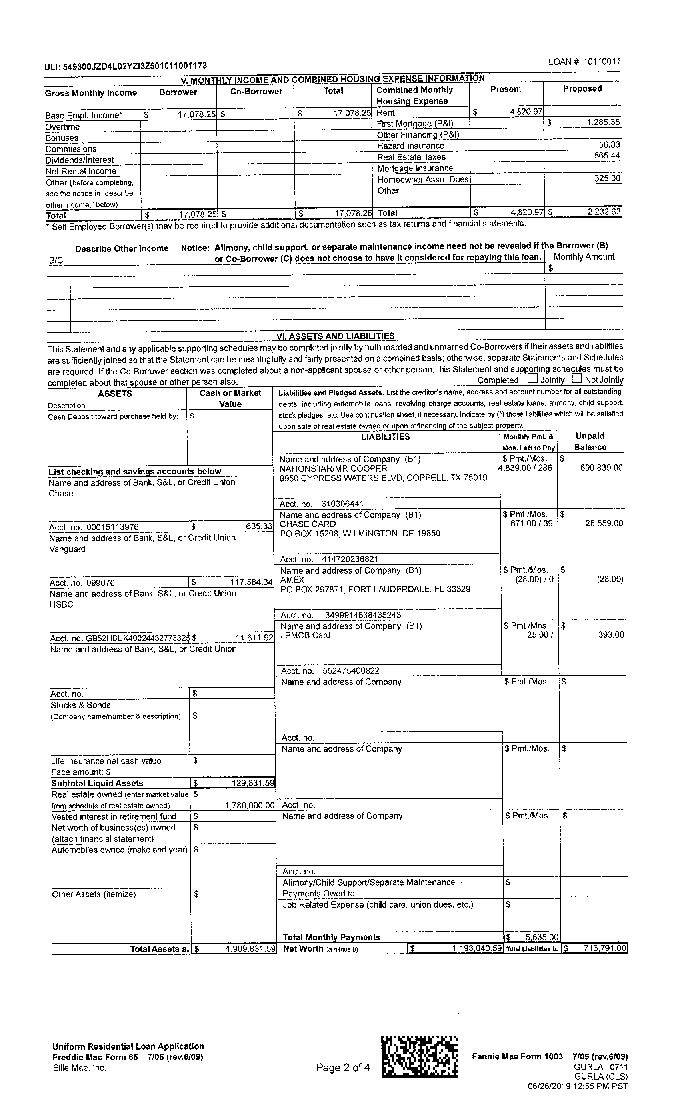 ULI: 549300JZD4L02YZI3Z501011001173 LOAN #: 10110011
V. MONTHLY INCOME AND COMBINED HOUSING EXPENSE INFORMATION
Gross Monthly Income Borrower Co-Borrower Total Combined Monthly Housing Expense Present Proposed
Base Empl. Income* $ 17,078.25 $ $ 17,078.25 Rent $ 4,820.97
Overtime First Mortgage (P&I) $ 1,285.35
Bonuses Other Financing (P&I)
Commissions Hazard Insurance
Dividends/Interest Real Estate Taxes 565.44
Net Rental Income Mortgage Insurance
Other (before completing, Homeowner Assn. Dues 325.00
see the notice in "describe Other
other income," below)
Total $ 17,078.25 $ $ 17,078.25 Total $ 4,820.97 $
* Self Employed Borrower(s) may be required to provide additional documentation such as tax returns and financial statements.
Describe Other Income Notice: Alimony, child support, or separate maintenance income need not be revealed if the Borrower (B)
B/C or Co-Borrower (C) does not choose to have it considered for repaying this loan. Monthly Amount
$
VI. ASSETS AND LIABILITIES
This Statement and any applicable supporting schedules may be completed jointly by both married and unmarried Co-Borrowers if their assets and liabilities
are sufficiently joined so that the Statement can be meaningfully and fairly presented on a combined basis; otherwise, separate Statements and Schedules
are required. If the Co-Borrower section was completed about a non-applicant spouse or other person, this Statement and supporting schedules must be
completed about that spouse or other person also. Completed Jointly Not Jointly
ASSETS Cash or Market Value
Description
Cash Deposit toward purchase held by: $
Liabilities and Pledged Assets. List the creditor's name, address and account number for all outstanding
debts, including automobile loans, revolving charge accounts, real estate loans, alimony, child support,
stock pledges, etc. Use continuation sheet, if necessary. Indicate by (*) those liabilities which will be satisfied
upon sale of real estate owned or upon refinancing of the subject property.
LIABILITIES Monthly Pmt. & Mos. Left to Pay Unpaid Balance
List checking and savings accounts below
Name and address of Bank, S&L, or Credit Union
Chase
Name and address of Company (B1) $ Pmt./Mos. $
NATIONSTAR/MR COOPER 4,839.00 / 286
8950 CYPRESS WATERS BLVD, COPPELL, TX 75019
Acct. no.
Acct. no. 00015113976 $ 635.33
Name and address of Bank, S&L, or Credit Union
Vanguard
Name and address of Company (B1) $ Pmt./Mos. $
CHASE CARD 671.00 / 39 26,559.00
PO BOX 15298, WILMINGTON, DE 19850
Acct. no. 414720236821
Acct. no. 099070 $ 117,584.34
Name and address of Bank, S&L, or Credit Union
HSBC
Name and address of Company (B1) $ Pmt./Mos. $
AMEX (28.00) / 0 (28.00)
PO BOX 297871, FORT LAUDERDALE, FL 33329
Acct. no.
Acct. no. $ 11,611.92
Name and address of Bank, S&L, or Credit Union
Name and address of Company (B1) $ Pmt./Mos. $
JPMCB Card 25.00 / 393.00
Acct. no. 552475400822
Acct. no. $
Stocks & Bonds $
(Company name/number & description)
Name and address of Company $ Pmt./Mos. $
Acct. no.
Life insurance net cash value $
Face amount: $
Name and address of Company $ Pmt./Mos. $
Subtotal Liquid Assets $ 129,831.59
Real estate owned (enter market value $
from schedule of real estate owned) 1,780,000.00
Acct. no.
Vested interest in retirement fund $
Net worth of business(es) owned $
(attach financial statement)
Automobiles owned (make and year) $
Name and address of Company $ Pmt./Mos. $
Acct. no.
Other Assets (itemize) $
Alimony/Child Support/Separate Maintenance $
Payments Owed to:
Job Related Expense (child care, union dues, etc.) $
Total Monthly Payments $ 5,535.00
Total Assets a. $ 1,909,831.59 Net Worth (a minus b) $ 1,193,040.59 Total Liabilities b. $ 716,791.00
Uniform Residential Loan Application
Freddie Mac Form 65 7/05 (rev.6/09)
Ellie Mae, Inc.
Page 2 of 4
Fannie Mae Form 1003 7/05 (rev.6/09)
GURLA 0711
GURLA (CLS)
06/26/2019 12:55 PM PST